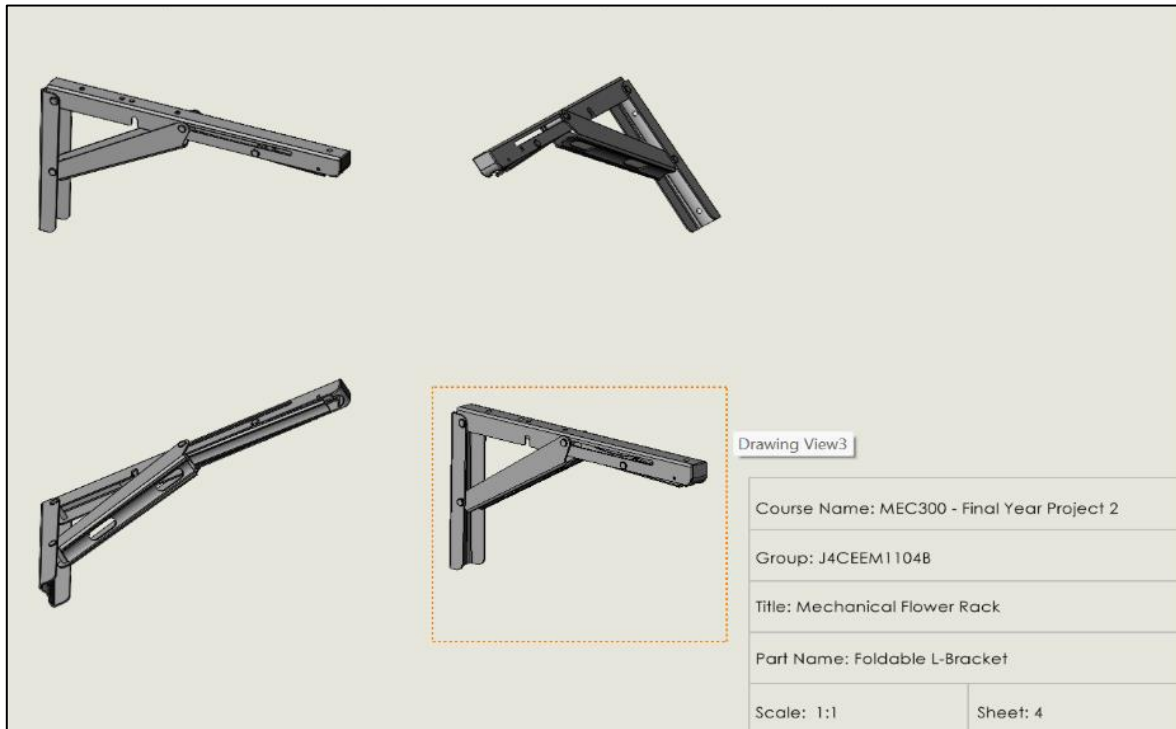 Drawing View3
Course Name: MEC300 - Final Year Project 2
Group: J4CEEM1104B
Title: Mechanical Flower Rack
Part Name: Foldable L-Bracket
Scale: 1:1
Sheet: 4